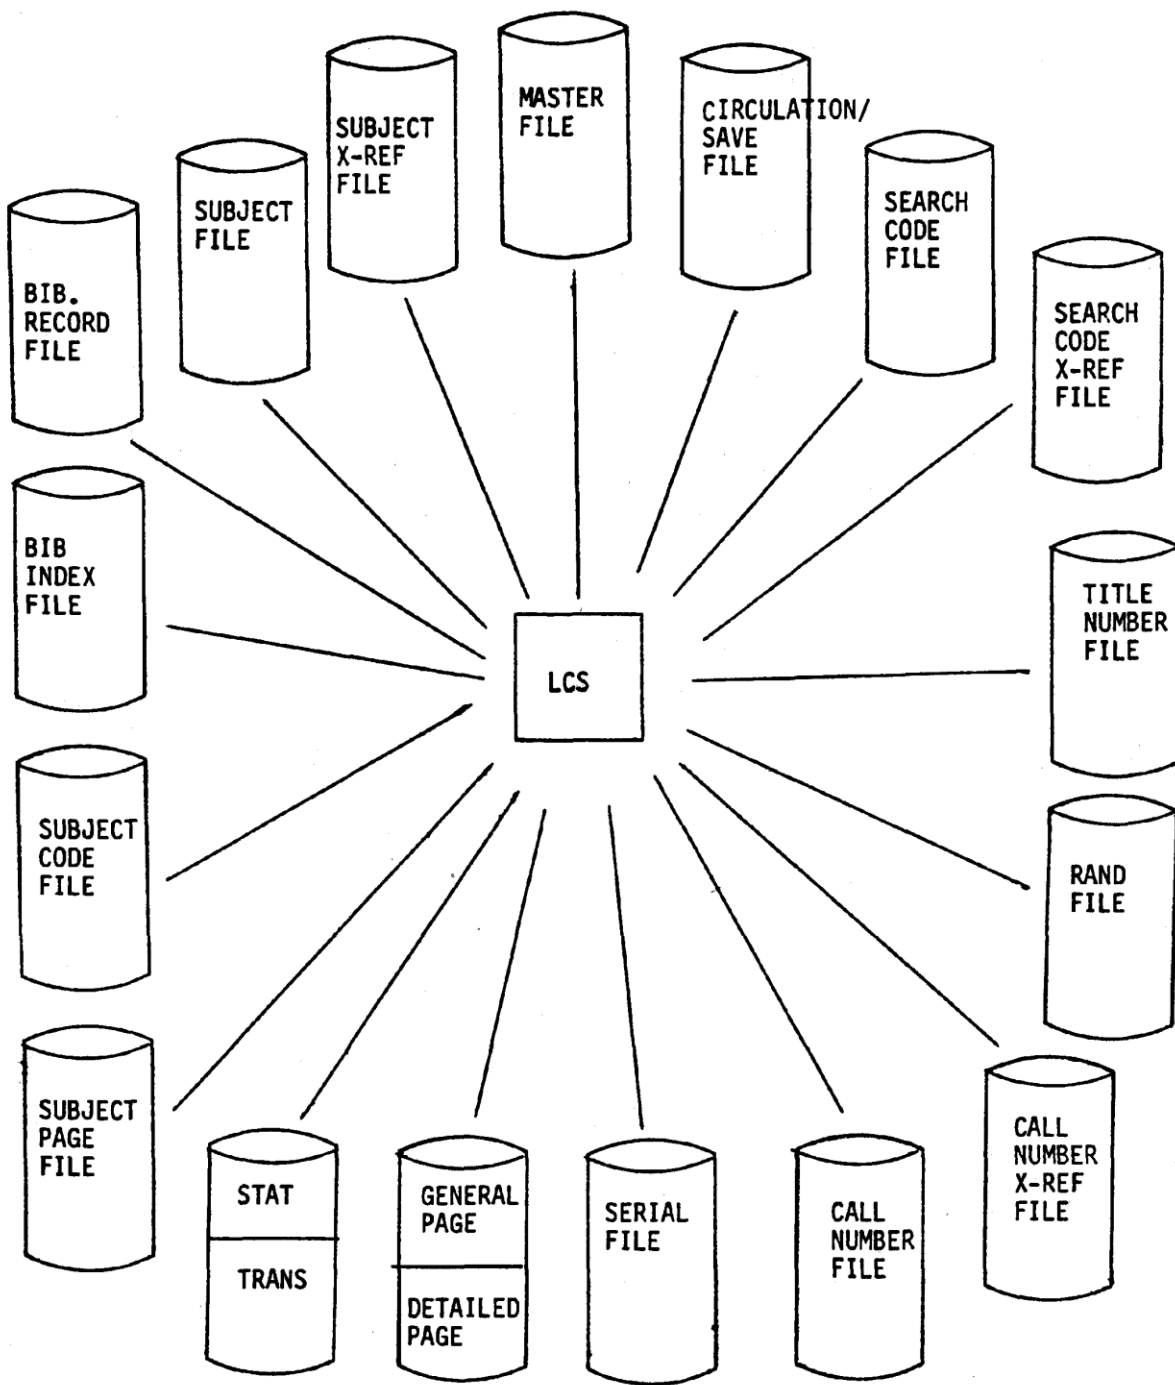 MASTER
FILE
CIRCULATION/
SAVE
FILE
SUBJECT
X-REF
FILE
SEARCH
CODE
FILE
SUBJECT
FILE
BIB.
RECORD
FILE
SEARCH
CODE
X-REF
FILE
BIB
INDEX
FILE
TITLE
NUMBER
FILE
LCS
SUBJECT
CODE
FILE
RAND
FILE
SUBJECT
PAGE
FILE
STAT
TRANS
GENERAL
PAGE
DETAILED
PAGE
SERIAL
FILE
CALL
NUMBER
FILE
CALL
NUMBER
X-REF
FILE